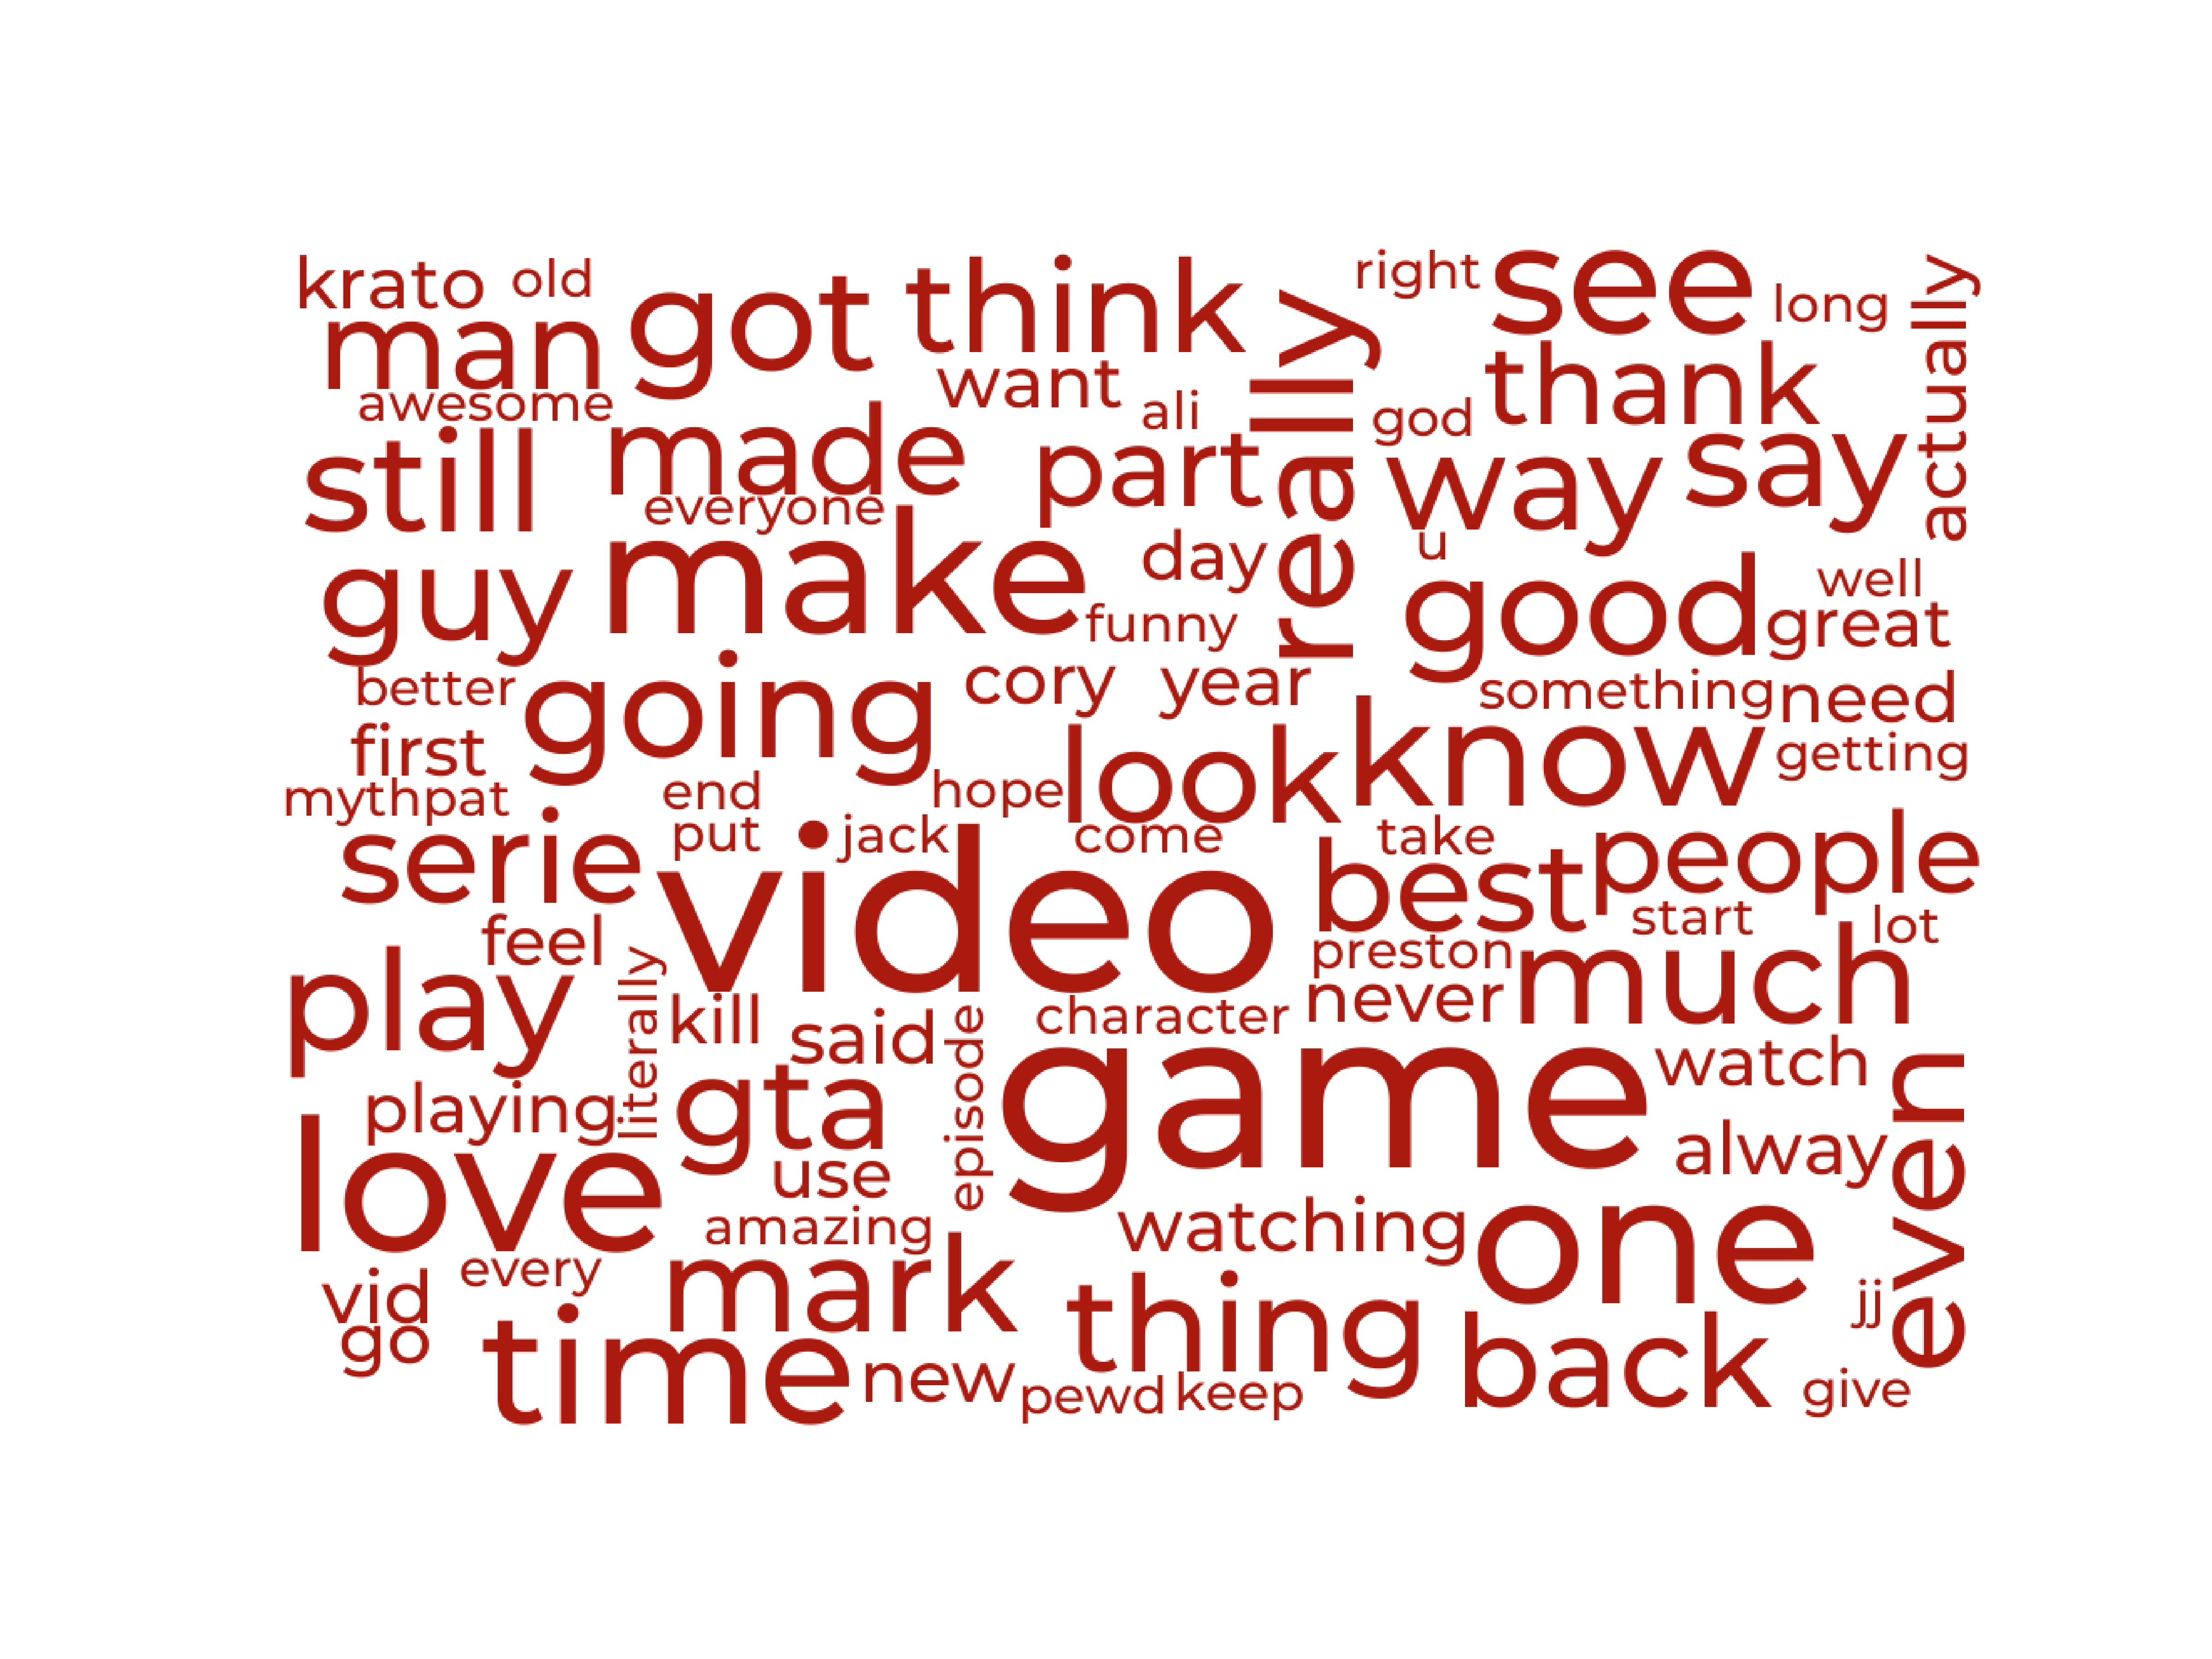 krato old got think right see long
man want ali really god thank actually
awesome
still made part way say
everyone
guy make day u good well
funny great
better going cory year something need
first look know getting
mythpat end hope
serie put jack come take best people
video start lot
feel preston much
play literally kill said character never
playing gta episode game watch
love use alway even
amazing watching one
vid every mark thing jj
go time new pewd keep back give